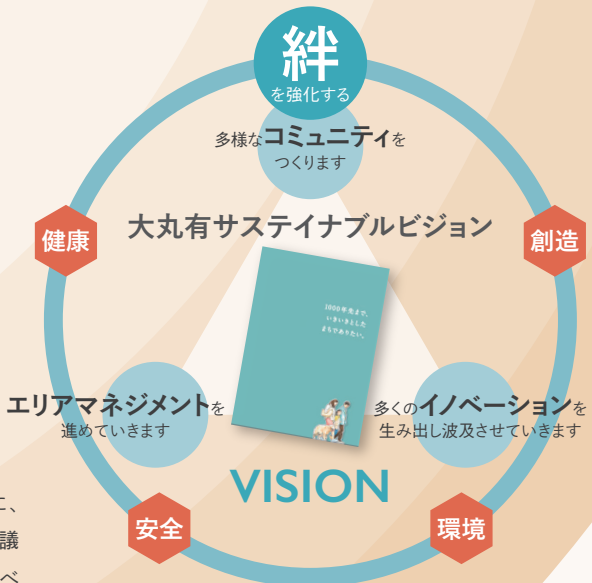 絆
を強化する
多様なコミュニティを
つくります
健康
創造
大丸有サステイナブルビジョン
1000年先まで、
いきいきとした
まちでありたい。
エリアマネジメントを
進めていきます
多くのイノベーションを
生み出し波及させていきます
VISION
安全
環境
に、
議
べ